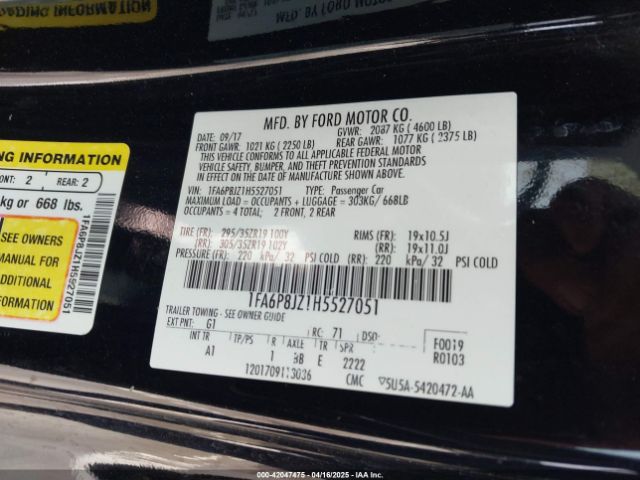 MFD. BY FORD MOTOR CO.
DATE: 09/17
GVWR: 2087 KG ( 4600 LB)
FRONT GAWR: 1021 KG ( 2250 LB)
REAR GAWR: 1077 KG ( 2375 LB)
THIS VEHICLE CONFORMS TO ALL APPLICABLE FEDERAL MOTOR
VEHICLE SAFETY, BUMPER, AND THEFT PREVENTION STANDARDS
IN EFFECT ON THE DATE OF MANUFACTURE SHOWN ABOVE.
VIN: 1FA6P8JZ1H5527051 TYPE: Passenger Car
MAXIMUM LOAD = OCCUPANTS + LUGGAGE = 303KG/ 668LB
OCCUPANTS = 4 TOTAL; 2 FRONT, 2 REAR
TIRE (FR): 295/35ZR19 100Y RIMS (FR): 19x10.5J
(RR): 305/35ZR19 102Y (RR): 19x11.0J
PRESSURE (FR): 220 kPa/ 32 PSI COLD (RR): 220 kPa/ 32 PSI COLD
1FA6P8JZ1H5527051
TRAILER TOWING - SEE OWNER GUIDE
EXT PNT: G1 RC: 71 DSO: F0019
INT TR TP/PS R AXLE TR SPR R0103
A1 1 BB E 2222
CMC 5U5A-5420472-AA
INFORMATION
FRONT: 2 REAR: 2
kg or 668 lbs.
SEE OWNERS
MANUAL FOR
ADDITIONAL
INFORMATION
1FA6P8JZ1H5527051
000-42047475 - 04/16/2025 - IAAI.COM